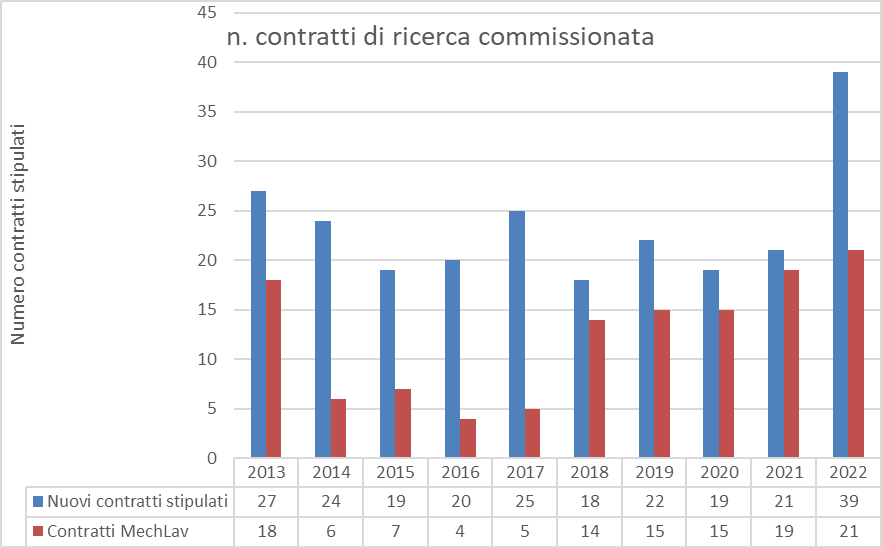 n. contratti di ricerca commissionata
Numero contratti stipulati
45
40
35
30
25
20
15
10
5
0
2013 2014 2015 2016 2017 2018 2019 2020 2021 2022
Nuovi contratti stipulati 27 24 19 20 25 18 22 19 21 39
Contratti MechLav 18 6 7 4 5 14 15 15 19 21